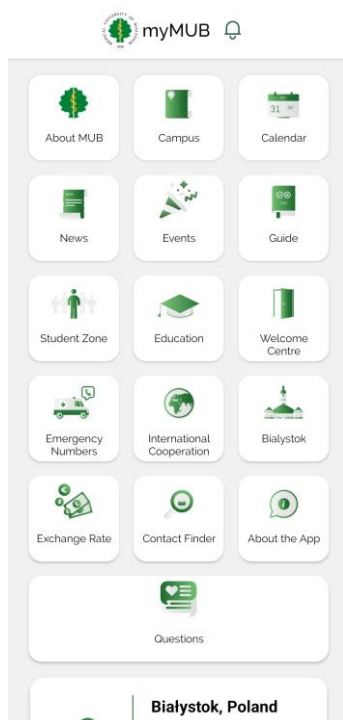 myMUB
About MUB
Campus
31
Calendar
News
Events
Guide
Student Zone
Education
Welcome
Centre
Emergency
Numbers
International
Cooperation
Bialystok
Exchange Rate
Contact Finder
About the App
Questions
Białystok, Poland